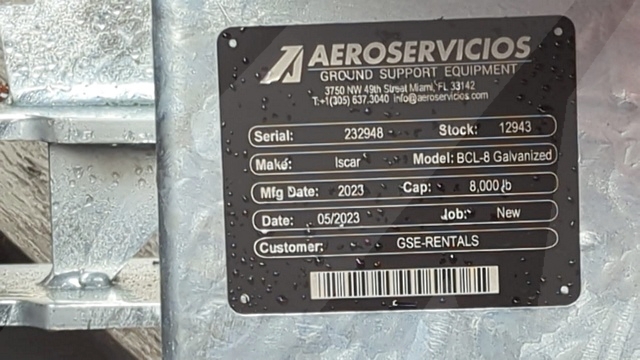 AEROSERVICIOS
GROUND SUPPORT EQUIPMENT
3750 NW 49th Street Miami, FL 33142
T:+1(305) 637.3040 info@aeroservicios.com
Serial: 232948 Stock: 12943
Make: Iscar Model: BCL-8 Galvanized
Mfg Date: 2023 Cap: 8,000 lb
Date: 05/2023 Job: New
Customer: GSE-RENTALS